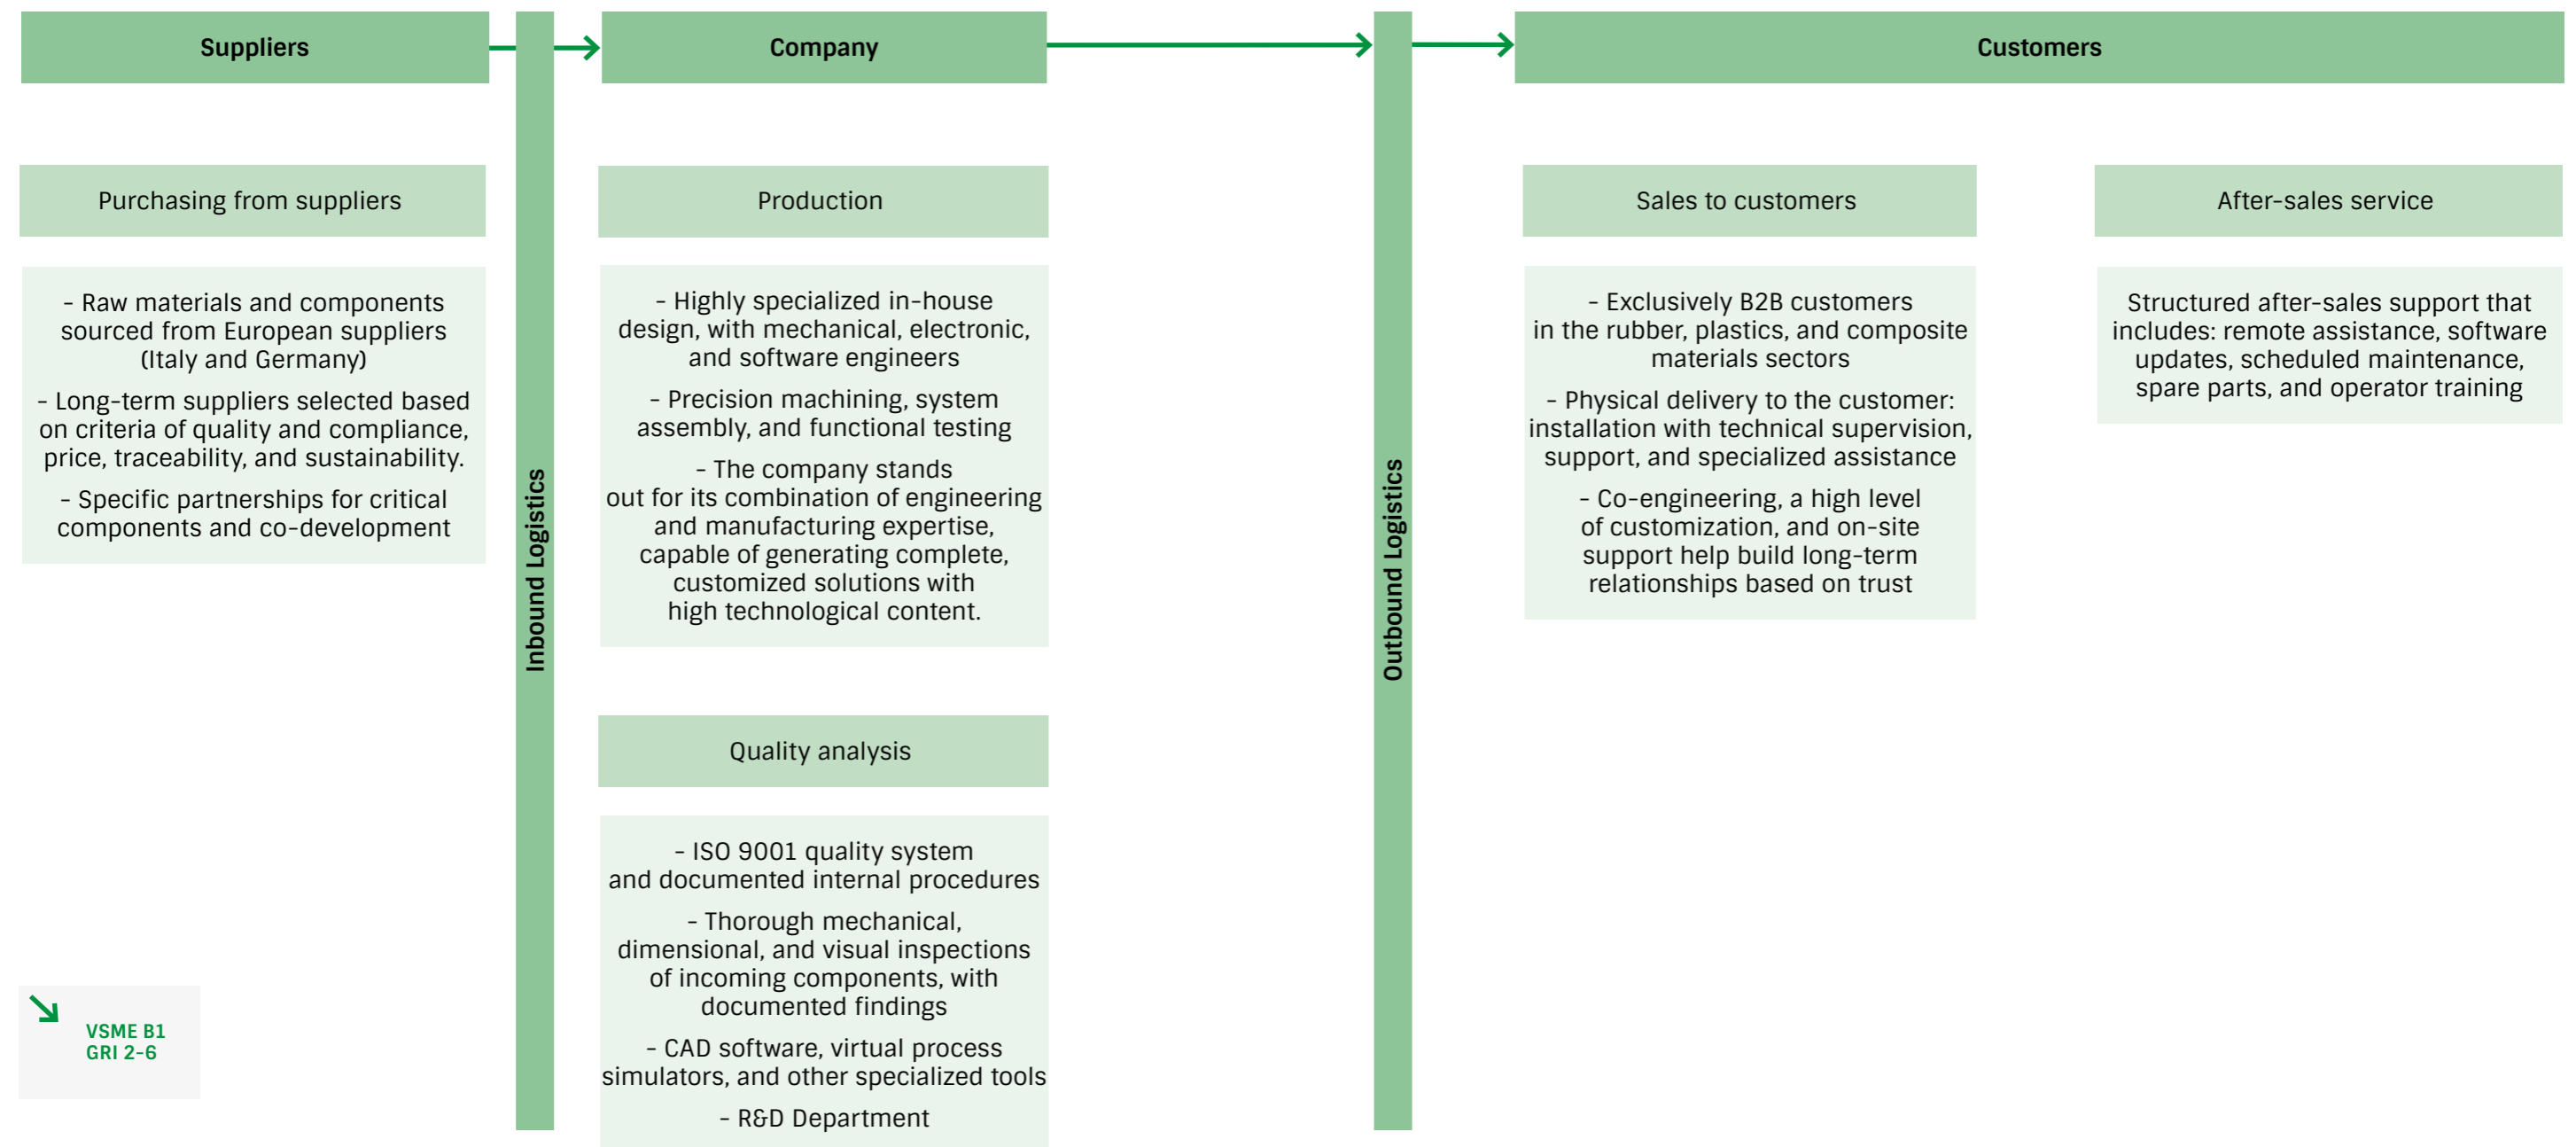 Suppliers
Inbound Logistics
Company
Outbound Logistics
Customers
Purchasing from suppliers
- Raw materials and components
sourced from European suppliers
(Italy and Germany)
- Long-term suppliers selected based
on criteria of quality and compliance,
price, traceability, and sustainability.
- Specific partnerships for critical
components and co-development
Production
- Highly specialized in-house
design, with mechanical, electronic,
and software engineers
- Precision machining, system
assembly, and functional testing
- The company stands
out for its combination of engineering
and manufacturing expertise,
capable of generating complete,
customized solutions with
high technological content.
Quality analysis
- ISO 9001 quality system
and documented internal procedures
- Thorough mechanical,
dimensional, and visual inspections
of incoming components, with
documented findings
- CAD software, virtual process
simulators, and other specialized tools
- R&D Department
Sales to customers
- Exclusively B2B customers
in the rubber, plastics, and composite
materials sectors
- Physical delivery to the customer:
installation with technical supervision,
support, and specialized assistance
- Co-engineering, a high level
of customization, and on-site
support help build long-term
relationships based on trust
After-sales service
Structured after-sales support that
includes: remote assistance, software
updates, scheduled maintenance,
spare parts, and operator training
VSME B1
GRI 2-6